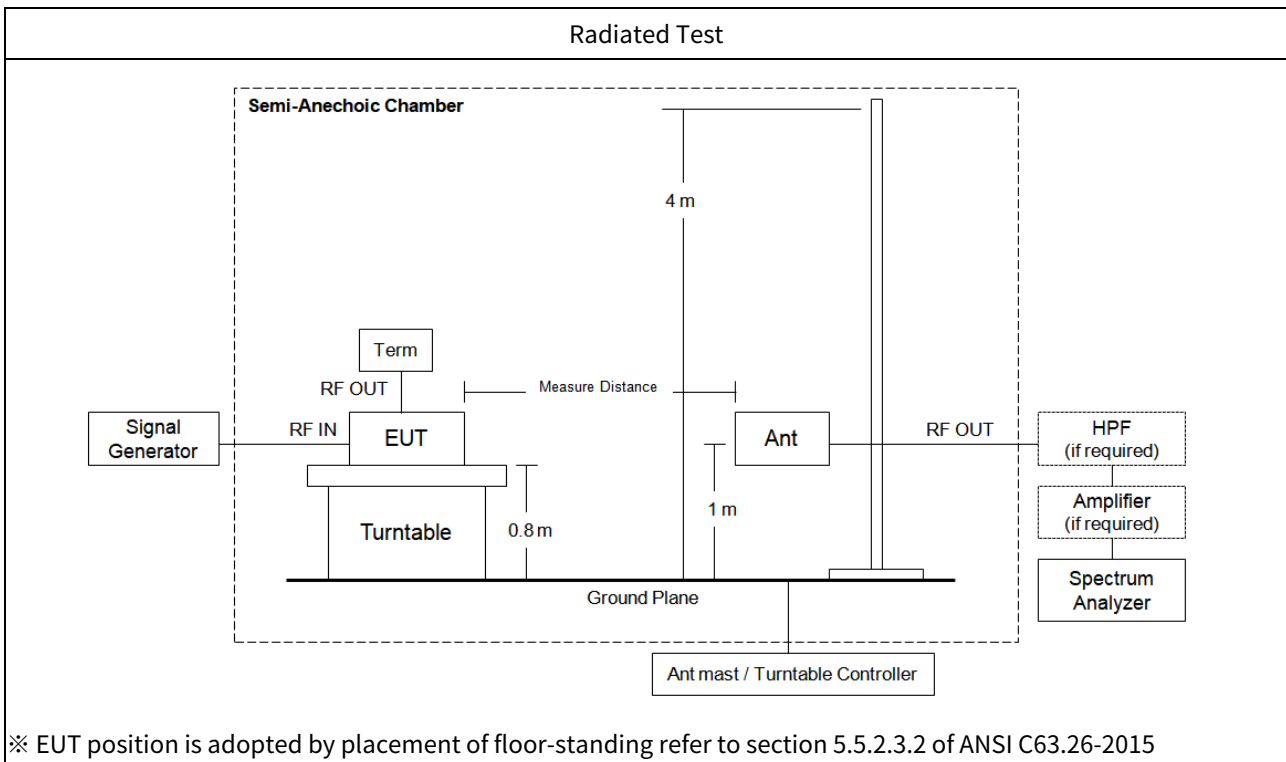 Radiated Test
Semi-Anechoic Chamber
4 m
Term
RF OUT
Measure Distance
Signal
Generator
RF IN
EUT
Ant
RF OUT
HPF
(if required)
1 m
Amplifier
(if required)
Turntable
0.8 m
Spectrum
Analyzer
Ground Plane
Ant mast / Turntable Controller
※ EUT position is adopted by placement of floor-standing refer to section 5.5.2.3.2 of ANSI C63.26-2015